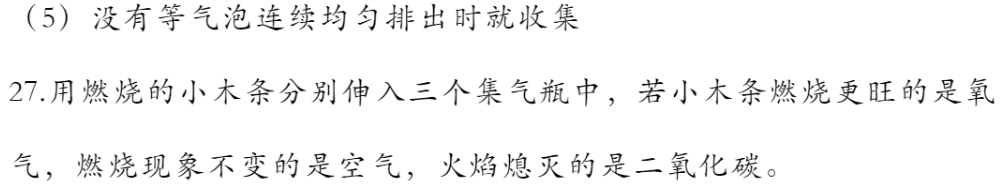 （5）没有等气泡连续均匀排出时就收集
27.用燃烧的小木条分别伸入三个集气瓶中，若小木条燃烧更旺的是氧
气，燃烧现象不变的是空气，火焰熄灭的是二氧化碳。